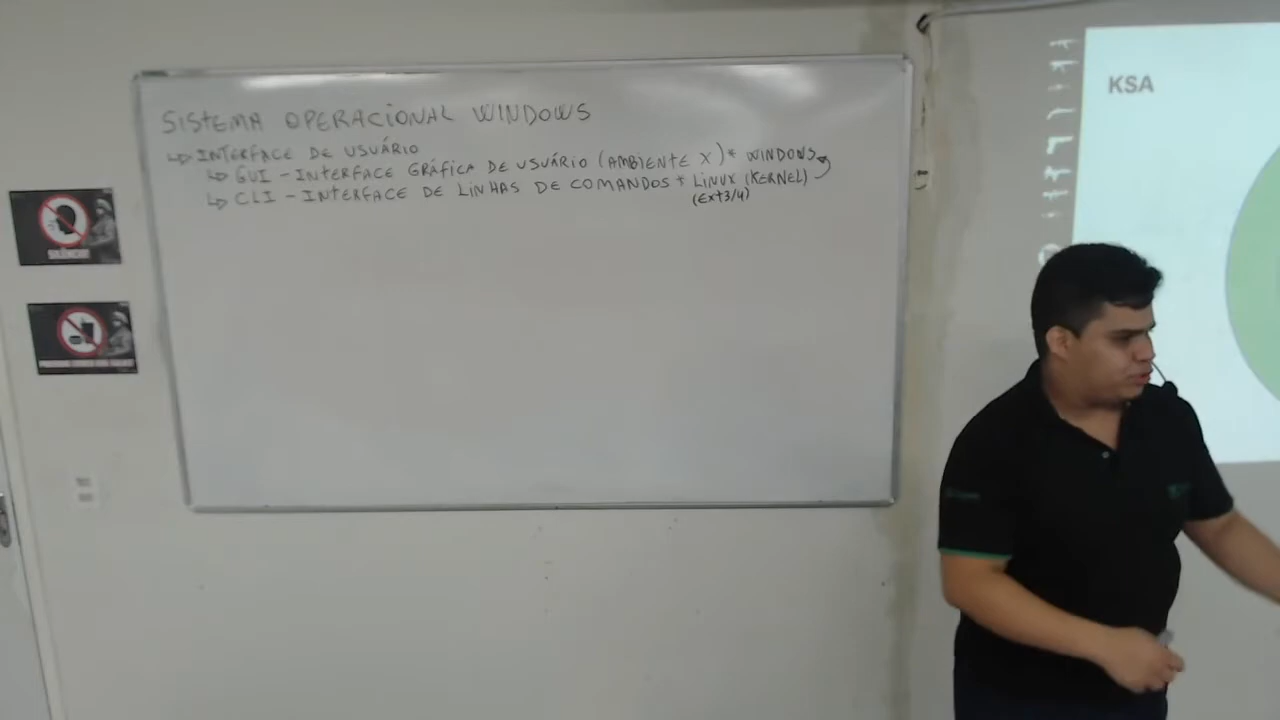 SISTEMA OPERACIONAL WINDOWS
INTERFACE DE USUÁRIO
GUI - INTERFACE GRÁFICA DE USUÁRIO (AMBIENTE X) * WINDOWS
CLI - INTERFACE DE LINHAS DE COMANDOS * LINUX (KERNEL)
(Ext3/4)
KSA